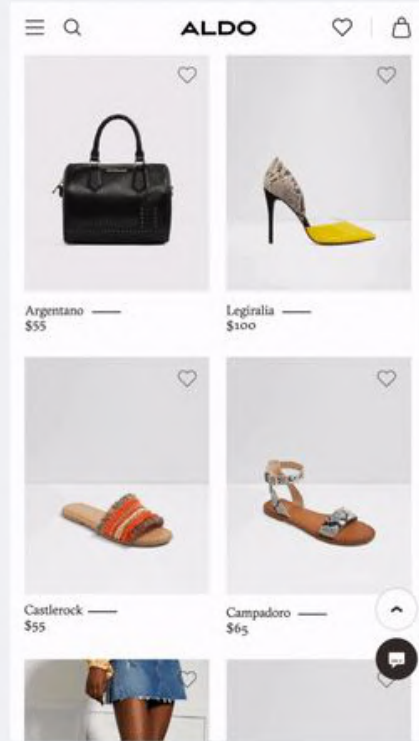 ALDO
Argentano
$55
Legiralia
$100
Castlerock
$55
Campadoro
$65